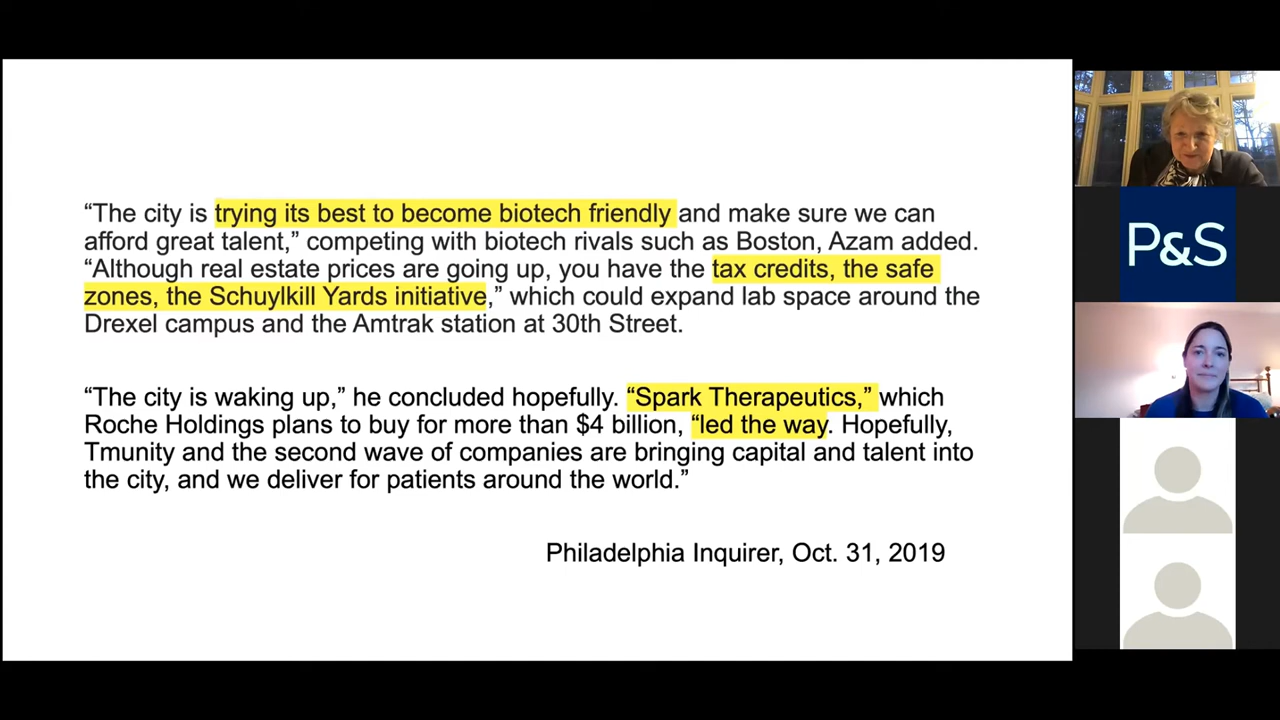 “The city is trying its best to become biotech friendly and make sure we can
afford great talent,” competing with biotech rivals such as Boston, Azam added.
“Although real estate prices are going up, you have the tax credits, the safe
zones, the Schuylkill Yards initiative,” which could expand lab space around the
Drexel campus and the Amtrak station at 30th Street.
“The city is waking up,” he concluded hopefully. “Spark Therapeutics,” which
Roche Holdings plans to buy for more than $4 billion, “led the way. Hopefully,
Tmunity and the second wave of companies are bringing capital and talent into
the city, and we deliver for patients around the world.”
Philadelphia Inquirer, Oct. 31, 2019
P&S